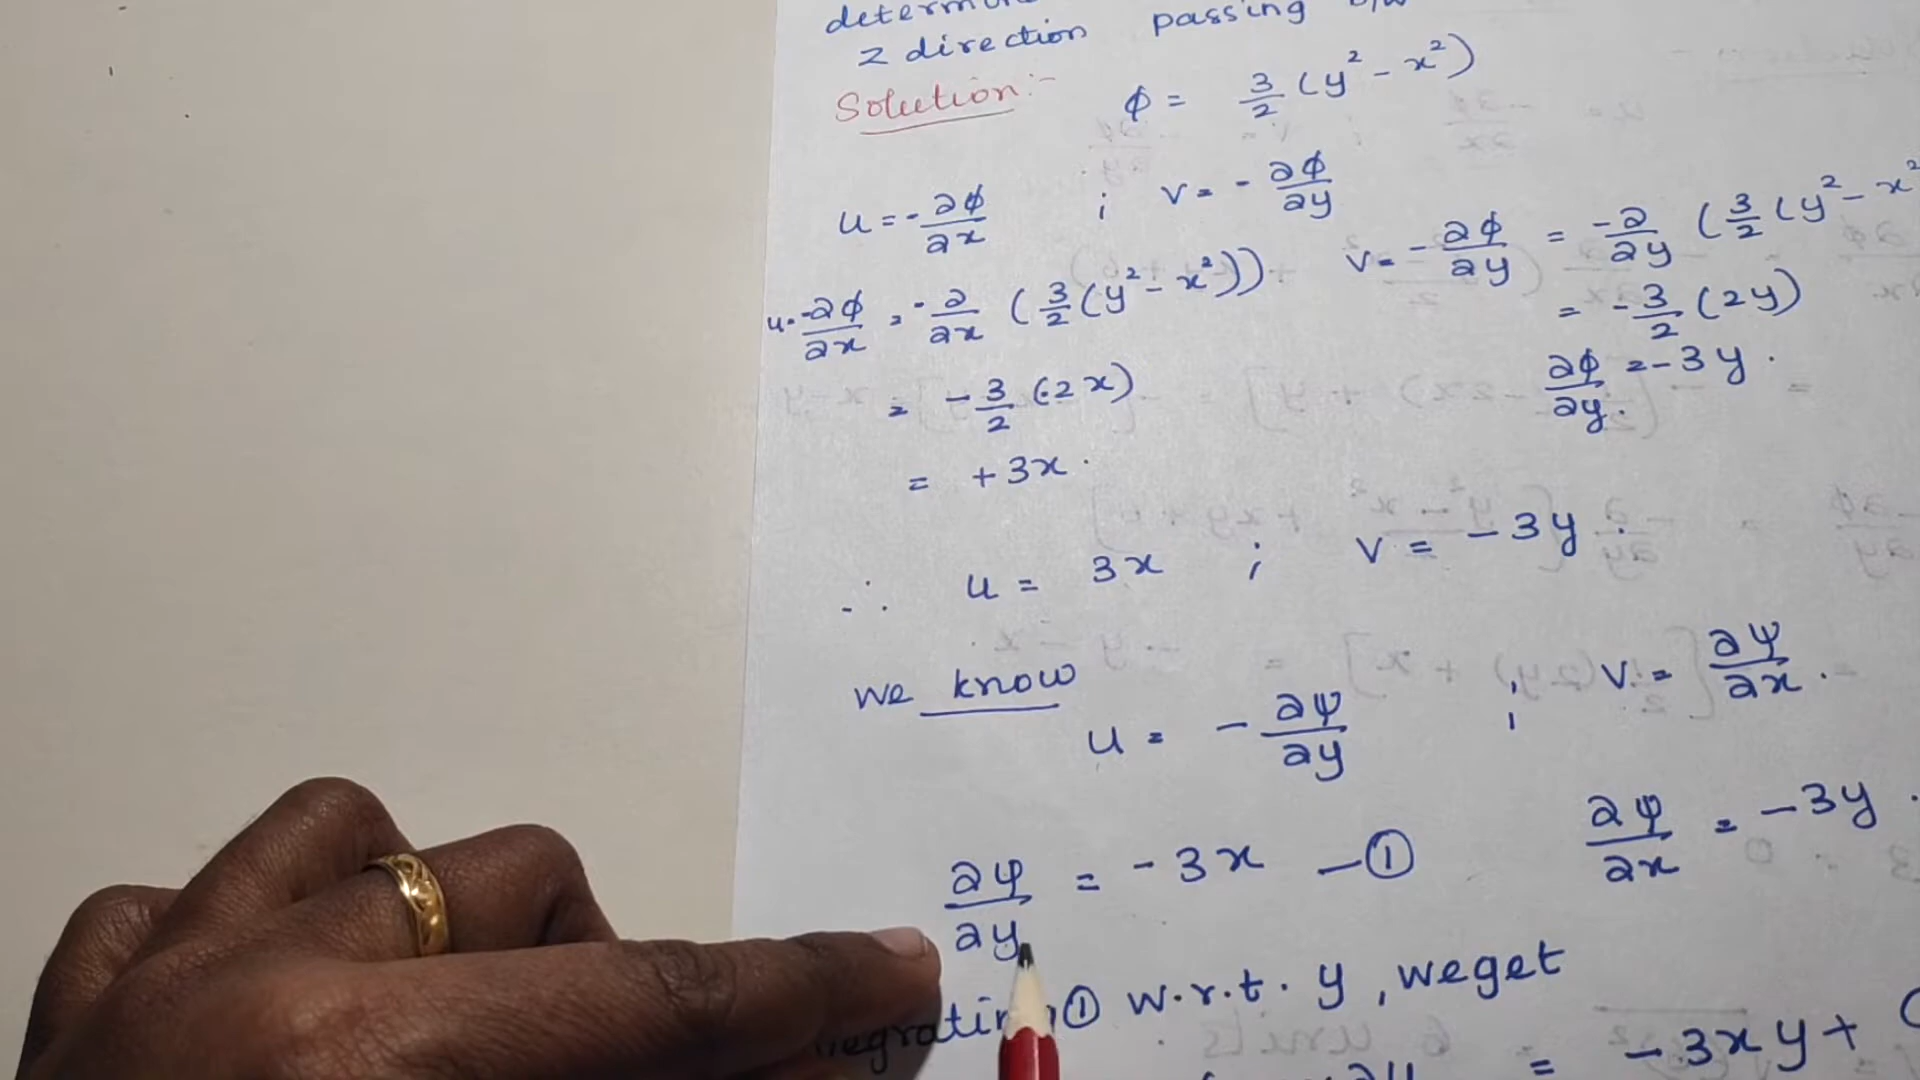 determ
z direction passing b/w
Solution:-
ϕ = 3/2 (y² - x²)
u = -∂ϕ/∂x ; v = -∂ϕ/∂y
u = -∂ϕ/∂x = -∂/∂x (3/2 (y² - x²))
= -3/2 (-2x)
= +3x.
v = -∂ϕ/∂y = -∂/∂y (3/2 (y² - x²
= -3/2 (2y)
∂ϕ/∂y. = -3y.
∴ u = 3x ; v = -3y.
we know
u = -∂ψ/∂y ; v = ∂ψ/∂x.
∂ψ/∂y = -3x —① ∂ψ/∂x = -3y.
① w.r.t. y, we get
= -3xy +